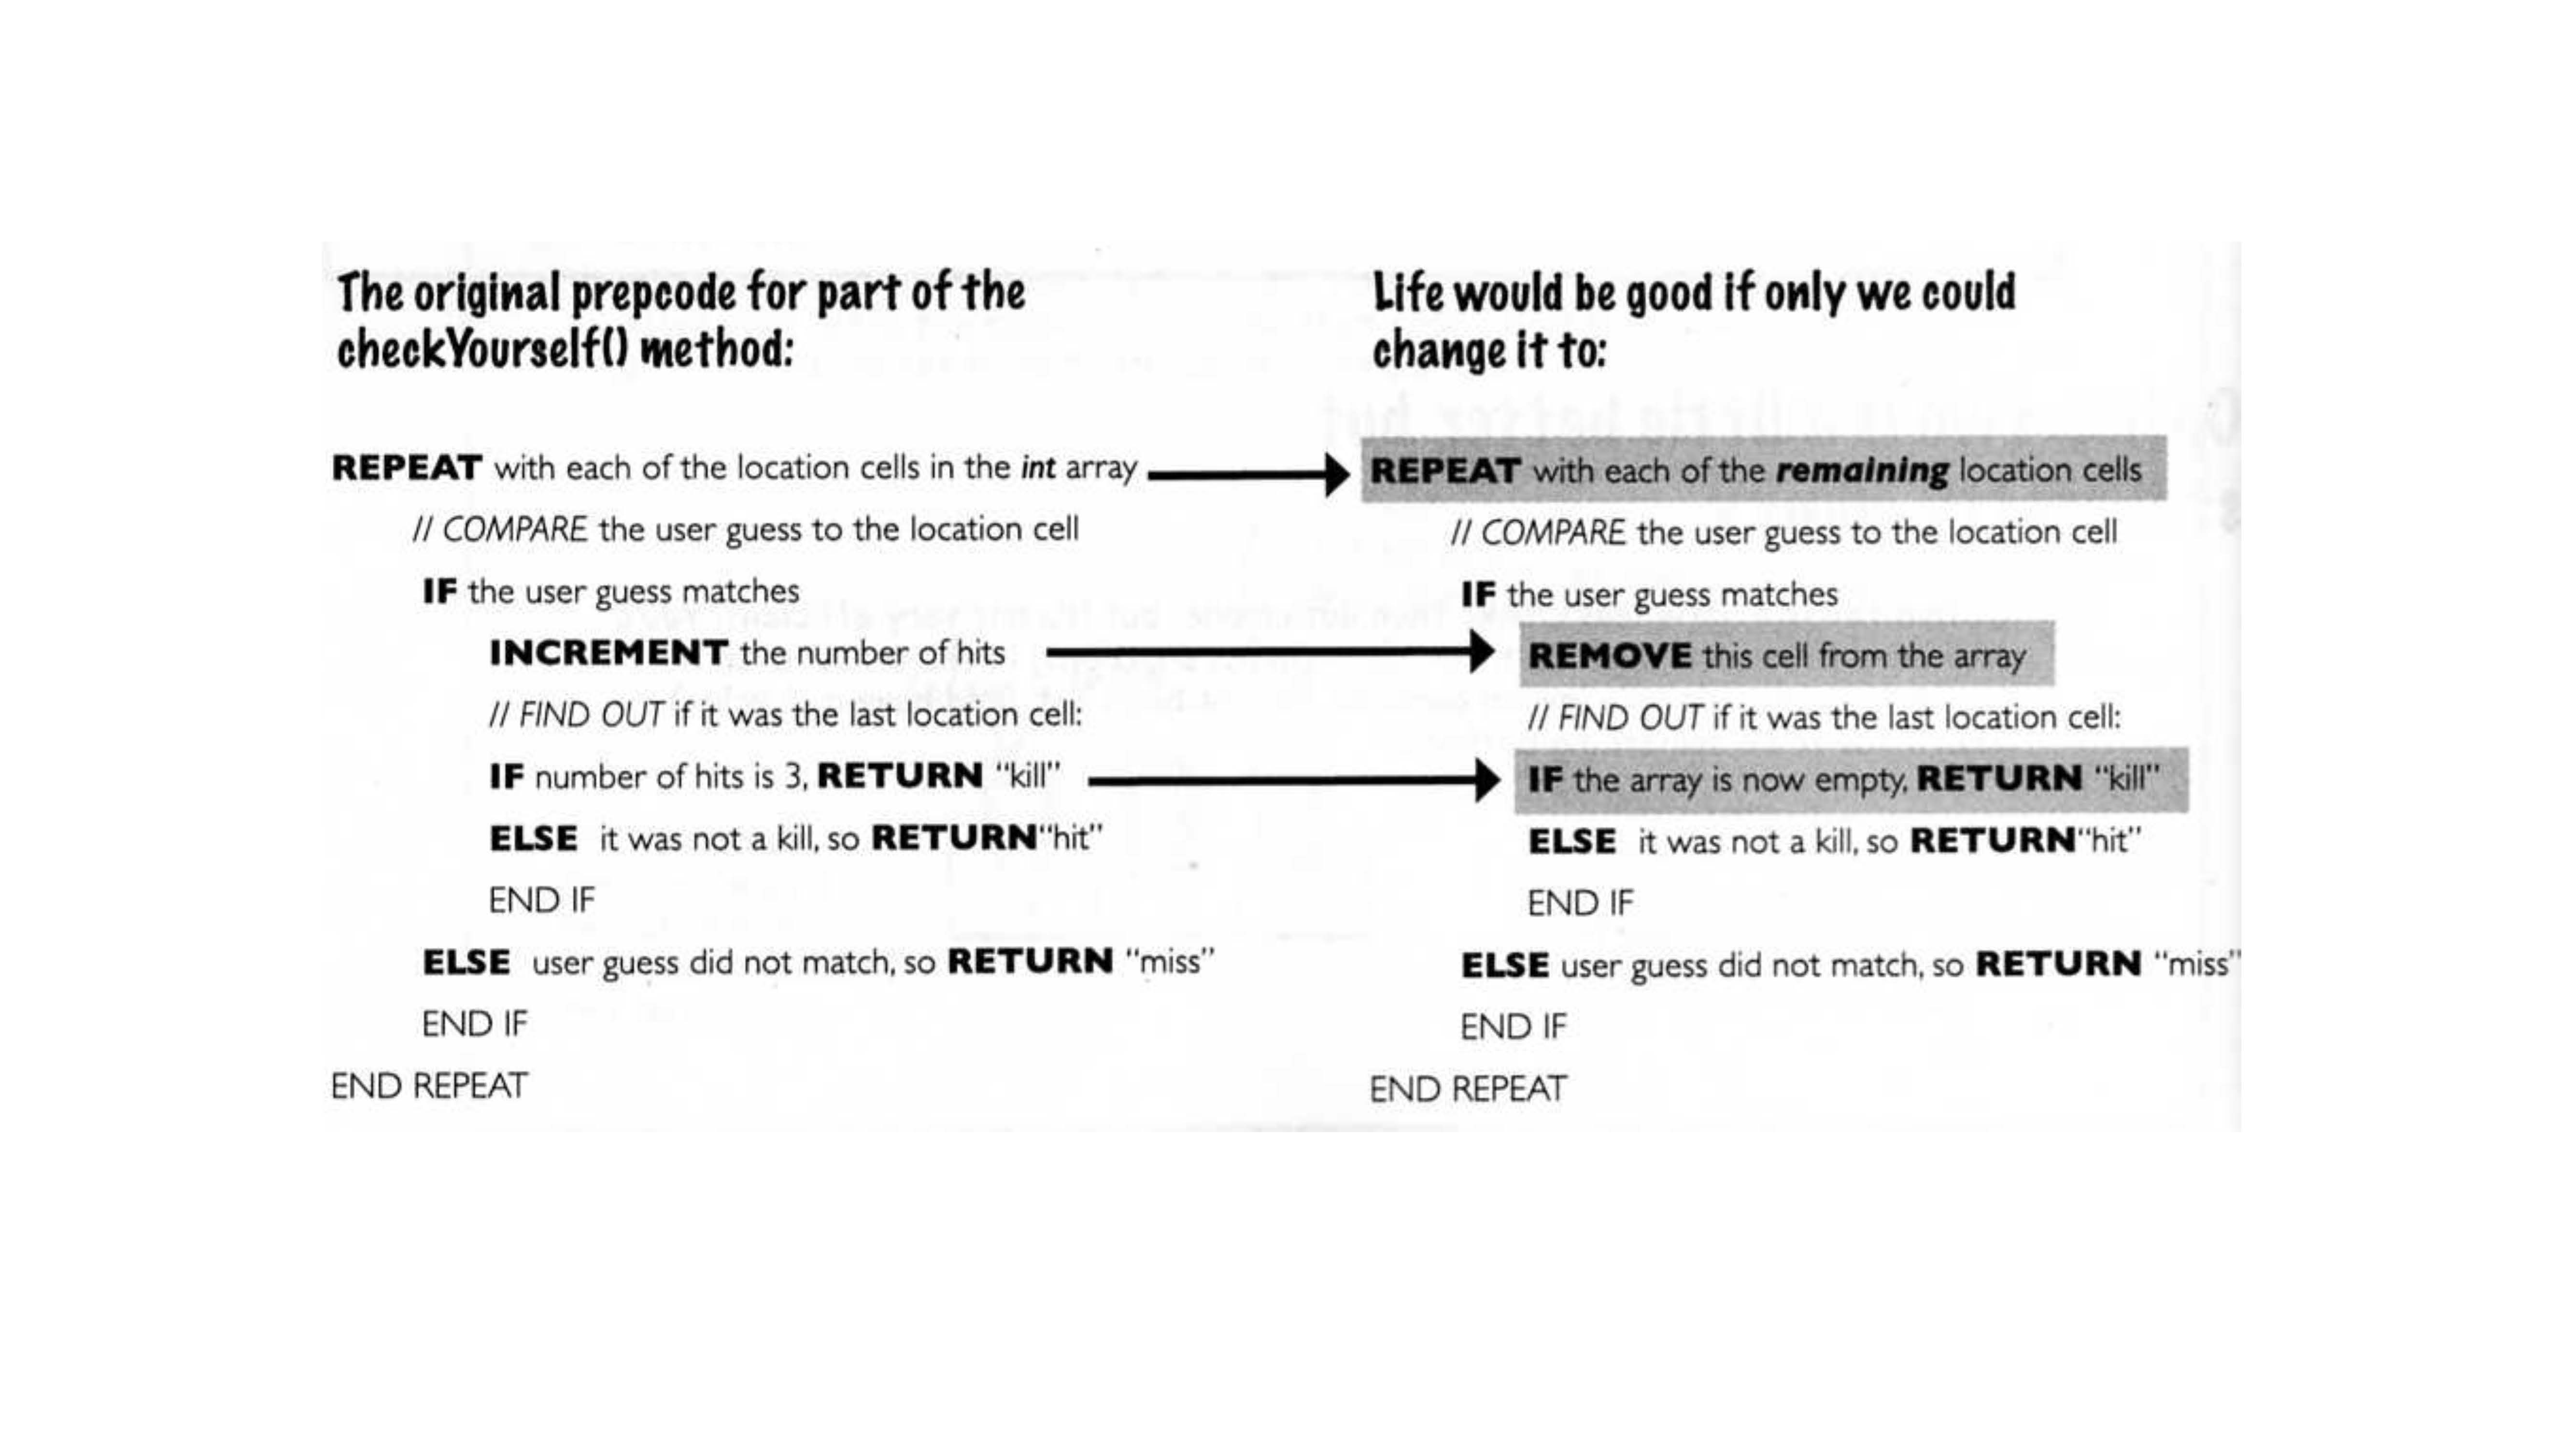 The original prepcode for part of the
checkYourself() method:
REPEAT with each of the location cells in the int array
// COMPARE the user guess to the location cell
IF the user guess matches
INCREMENT the number of hits
// FIND OUT if it was the last location cell:
IF number of hits is 3, RETURN “kill”
ELSE it was not a kill, so RETURN“hit”
END IF
ELSE user guess did not match, so RETURN “miss”
END IF
END REPEAT
Life would be good if only we could
change it to:
REPEAT with each of the remaining location cells
// COMPARE the user guess to the location cell
IF the user guess matches
REMOVE this cell from the array
// FIND OUT if it was the last location cell:
IF the array is now empty, RETURN “kill”
ELSE it was not a kill, so RETURN“hit”
END IF
ELSE user guess did not match, so RETURN “miss”
END IF
END REPEAT